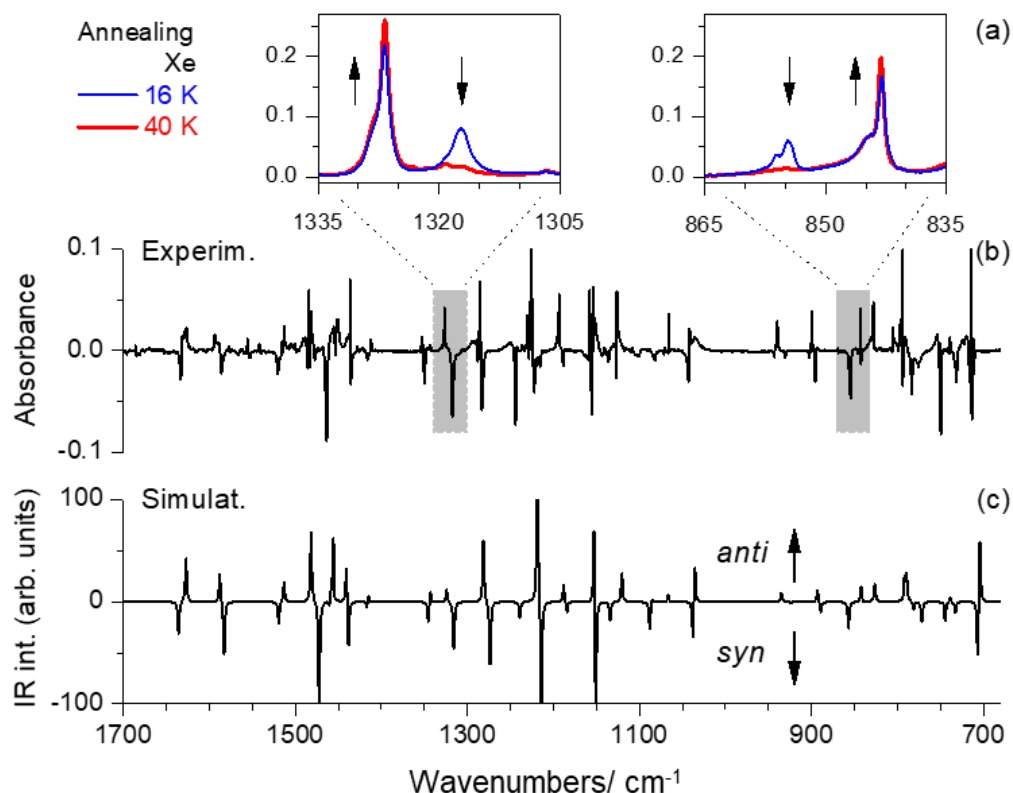 Annealing
Xe
16 K
40 K
(a)
0.2
0.1
0.0
1335 1320 1305
0.2
0.1
0.0
865 850 835
Experim.
(b)
0.1
0.0
-0.1
Absorbance
Simulat.
(c)
100
0
-100
IR int. (arb. units)
anti
syn
1700 1500 1300 1100 900 700
Wavenumbers/ cm⁻¹